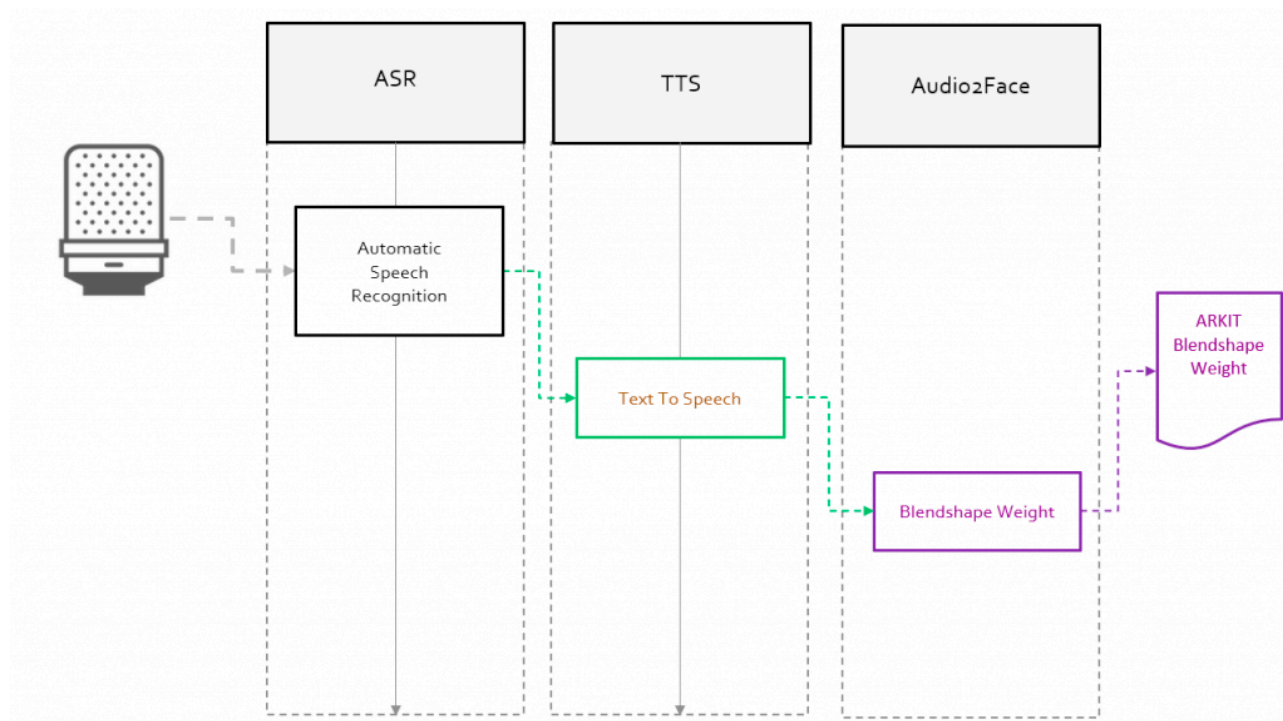 ASR
TTS
Audio2Face
Automatic
Speech
Recognition
Text To Speech
Blendshape Weight
ARKIT
Blendshape
Weight